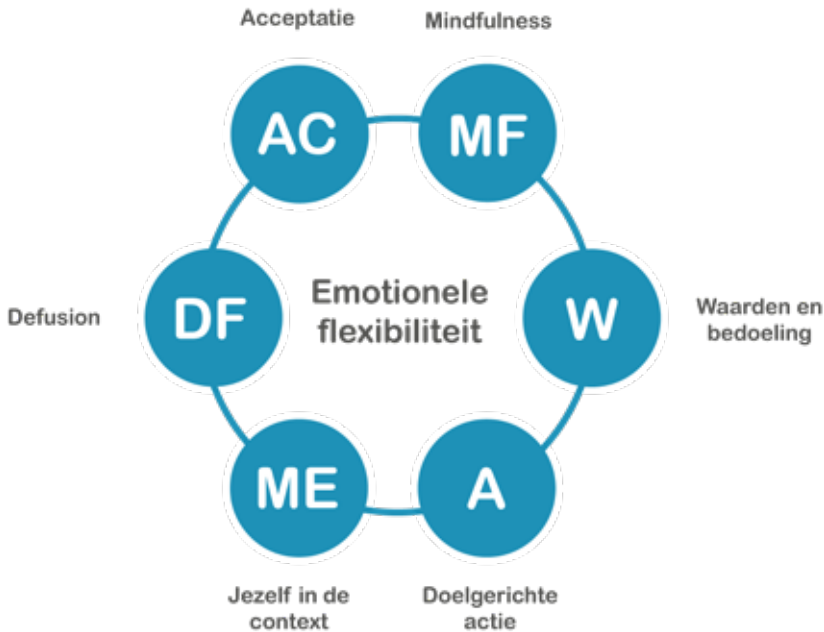 Acceptatie
Mindfulness
AC
MF
Defusion
DF
Emotionele
flexibiliteit
W
Waarden en
bedoeling
ME
A
Jezelf in de
context
Doelgerichte
actie